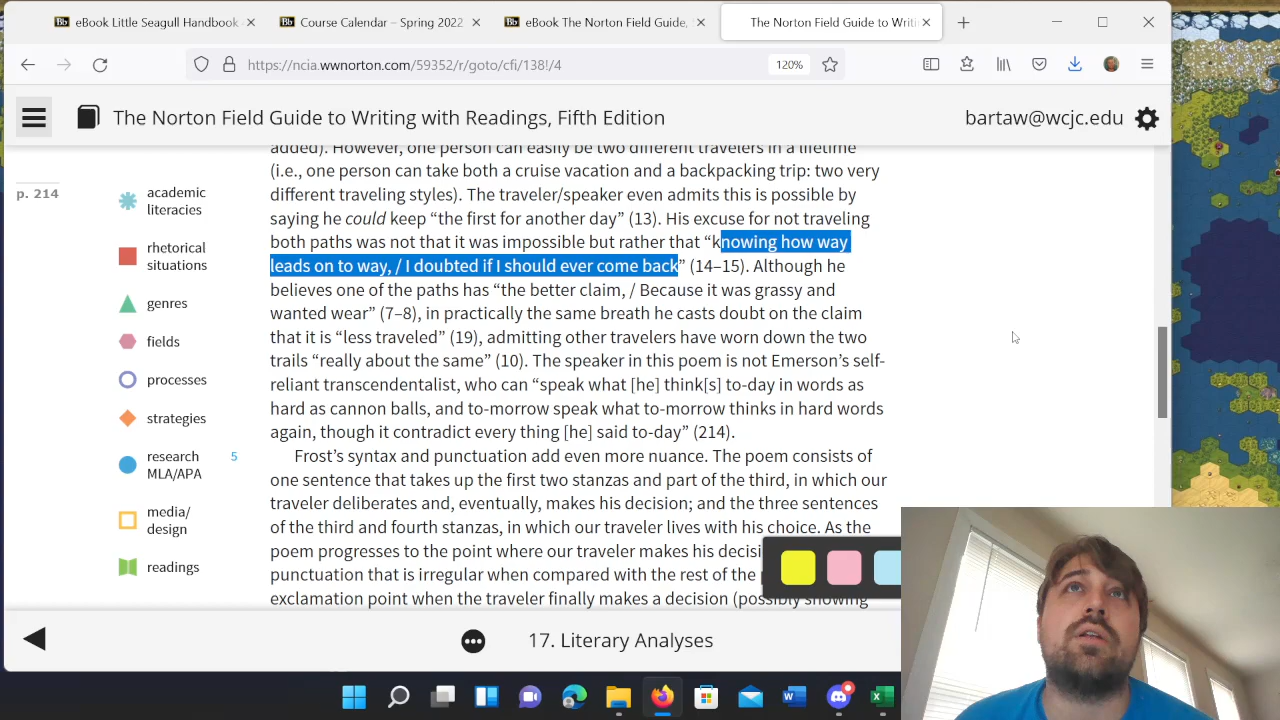 eBook Little Seagull Handbook
Course Calendar – Spring 2022
eBook The Norton Field Guide,
The Norton Field Guide to Writi
https://ncia.wwnorton.com/59352/r/goto/cfi/138!/4
120%
The Norton Field Guide to Writing with Readings, Fifth Edition
bartaw@wcjc.edu
p. 214
academic
literacies
rhetorical
situations
genres
fields
processes
strategies
research
MLA/APA
5
media/
design
readings
added). However, one person can easily be two different travelers in a lifetime
(i.e., one person can take both a cruise vacation and a backpacking trip: two very
different traveling styles). The traveler/speaker even admits this is possible by
saying he could keep “the first for another day” (13). His excuse for not traveling
both paths was not that it was impossible but rather that “knowing how way
leads on to way, / I doubted if I should ever come back” (14–15). Although he
believes one of the paths has “the better claim, / Because it was grassy and
wanted wear” (7–8), in practically the same breath he casts doubt on the claim
that it is “less traveled” (19), admitting other travelers have worn down the two
trails “really about the same” (10). The speaker in this poem is not Emerson’s self-
reliant transcendentalist, who can “speak what [he] think[s] to-day in words as
hard as cannon balls, and to-morrow speak what to-morrow thinks in hard words
again, though it contradict every thing [he] said to-day” (214).
Frost’s syntax and punctuation add even more nuance. The poem consists of
one sentence that takes up the first two stanzas and part of the third, in which our
traveler deliberates and, eventually, makes his decision; and the three sentences
of the third and fourth stanzas, in which our traveler lives with his choice. As the
poem progresses to the point where our traveler makes his decisi
punctuation that is irregular when compared with the rest of the
exclamation point when the traveler finally makes a decision (possibly showing
17. Literary Analyses